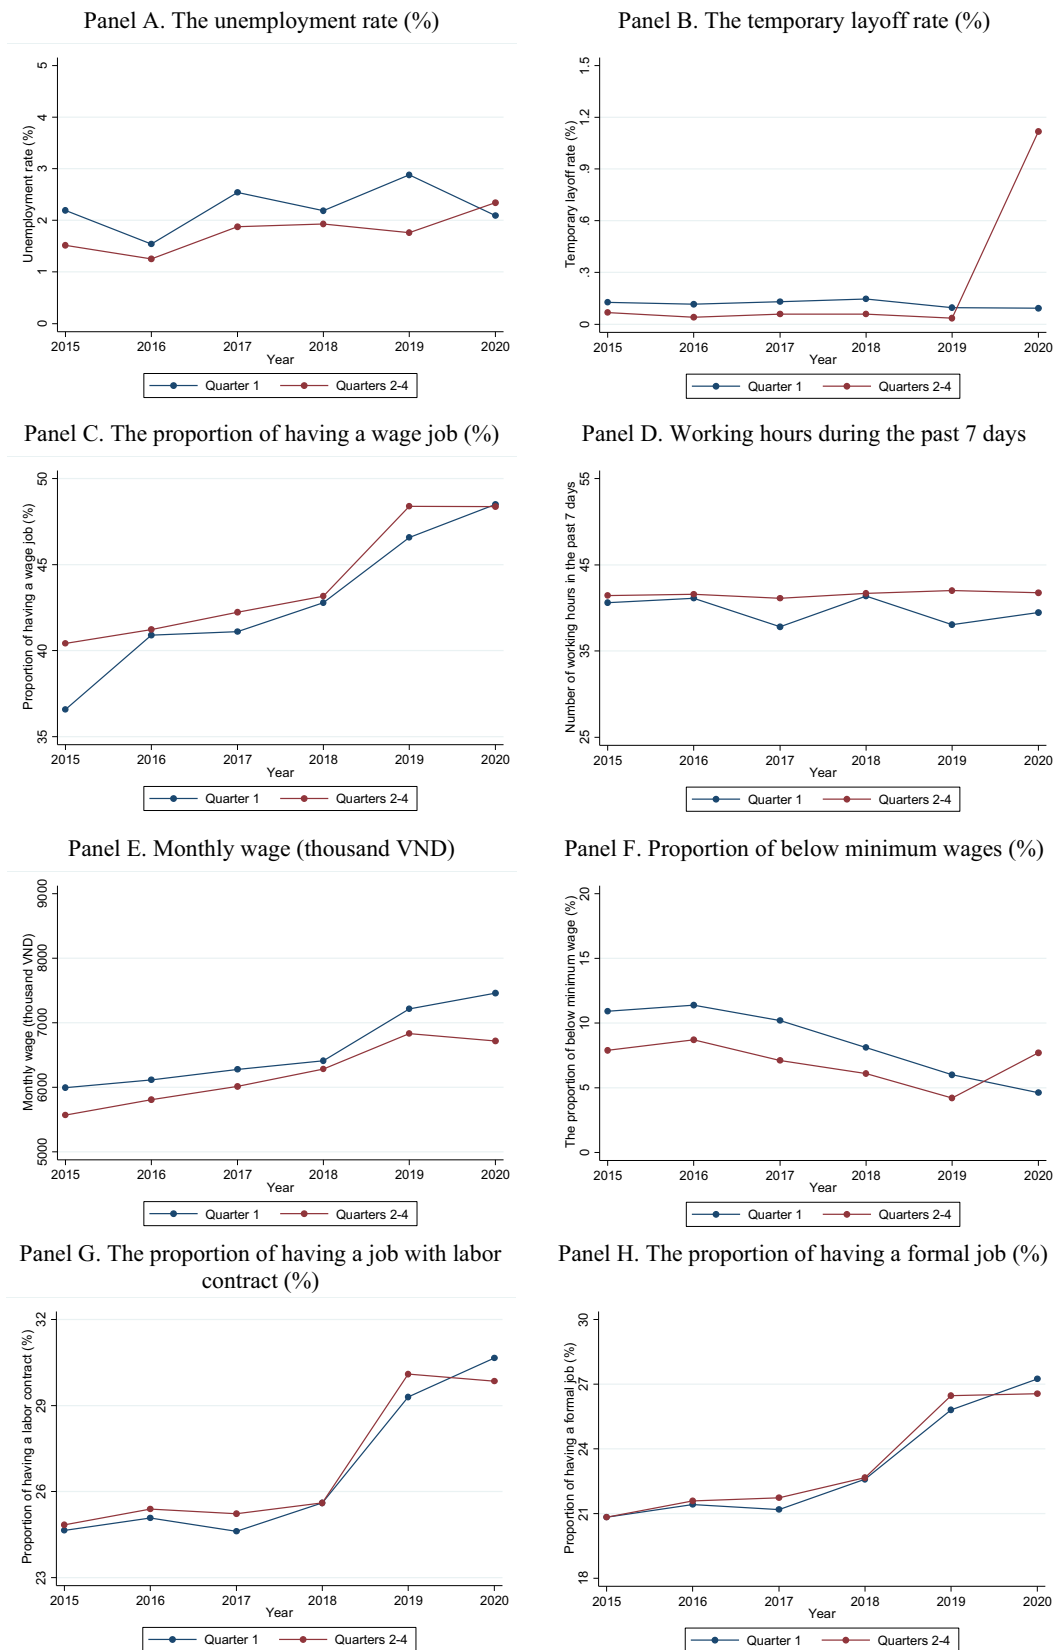 Panel A. The unemployment rate (%)
Unemployment rate (%)
5
4
3
2
1
0
2015 2016 2017 2018 2019 2020
Year
Quarter 1 Quarters 2-4
Panel B. The temporary layoff rate (%)
Temporary layoff rate (%)
1.5
1.2
.9
.6
.3
0
2015 2016 2017 2018 2019 2020
Year
Quarter 1 Quarters 2-4
Panel C. The proportion of having a wage job (%)
Proportion of having a wage job (%)
50
45
40
35
2015 2016 2017 2018 2019 2020
Year
Quarter 1 Quarters 2-4
Panel D. Working hours during the past 7 days
Number of working hours in the past 7 days
55
45
35
25
2015 2016 2017 2018 2019 2020
Year
Quarter 1 Quarters 2-4
Panel E. Monthly wage (thousand VND)
Monthly wage (thousand VND)
9000
8000
7000
6000
5000
2015 2016 2017 2018 2019 2020
Year
Quarter 1 Quarters 2-4
Panel F. Proportion of below minimum wages (%)
The proportion of below minimum wage (%)
20
15
10
5
0
2015 2016 2017 2018 2019 2020
Year
Quarter 1 Quarters 2-4
Panel G. The proportion of having a job with labor
contract (%)
Proportion of having a labor contract (%)
32
29
26
23
2015 2016 2017 2018 2019 2020
Year
Quarter 1 Quarters 2-4
Panel H. The proportion of having a formal job (%)
Proportion of having a formal job (%)
30
27
24
21
18
2015 2016 2017 2018 2019 2020
Year
Quarter 1 Quarters 2-4